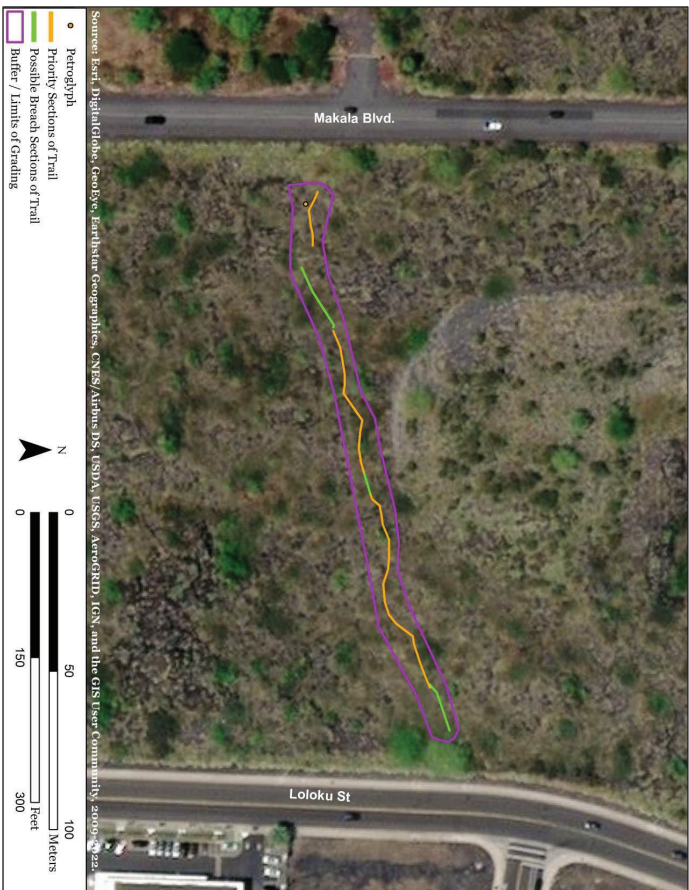 Makala Blvd.
Loloku St
Source: Esri, DigitalGlobe, GeoEye, Earthstar Geographics, CNES/Airbus DS, USDA, USGS, AeroGRID, IGN, and the GIS User Community,
Petroglyph
Priority Sections of Trail
Possible Breach Sections of Trail
Buffer / Limits of Grading
N
0 50 100
Meters
Feet
0 150 300